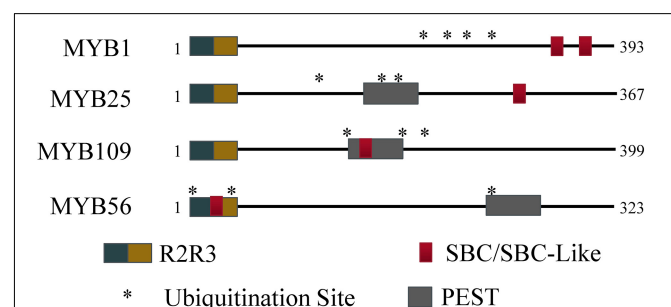 MYB1 1 * * * * 393
MYB25 1 * * * 367
MYB109 1 * * * 399
MYB56 1 * * * 323
R2R3 SBC/SBC-Like
* Ubiquitination Site PEST